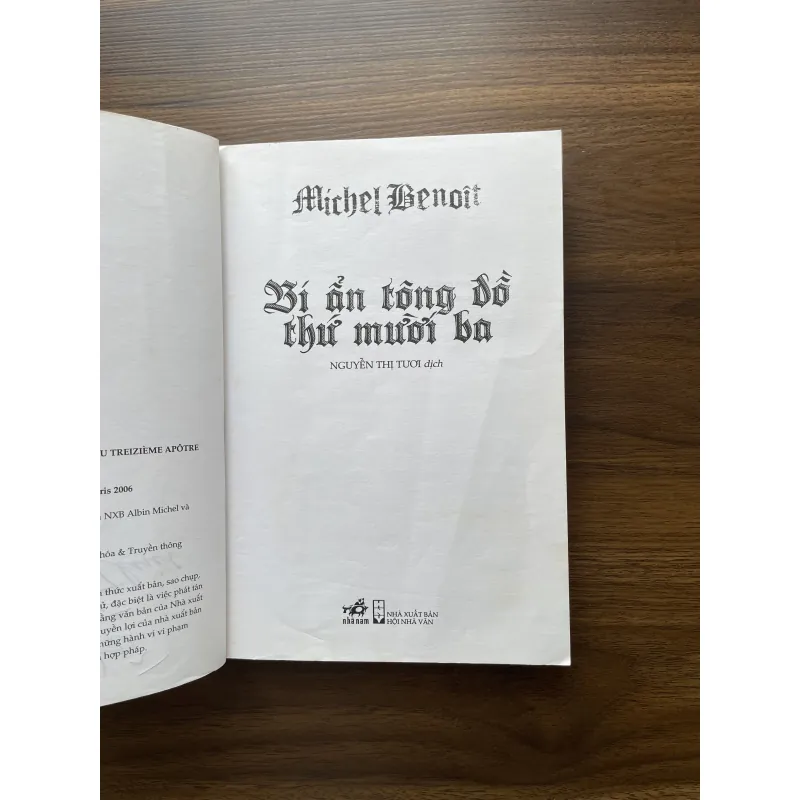 U TREIZIÈME APÔTRE
ris 2006
NXB Albin Michel và
hóa & Truyền thông
thức xuất bản, sao chụp,
đặc biệt là việc phát tán
ằng văn bản của Nhà xuất
uyền lợi của nhà xuất bản
hững hành vi vi phạm
hợp pháp.
Michel Benoît
Bí ẩn tông đồ
thứ mười ba
NGUYỄN THỊ TƯƠI dịch
nhã nam
NHÀ XUẤT BẢN
HỘI NHÀ VĂN